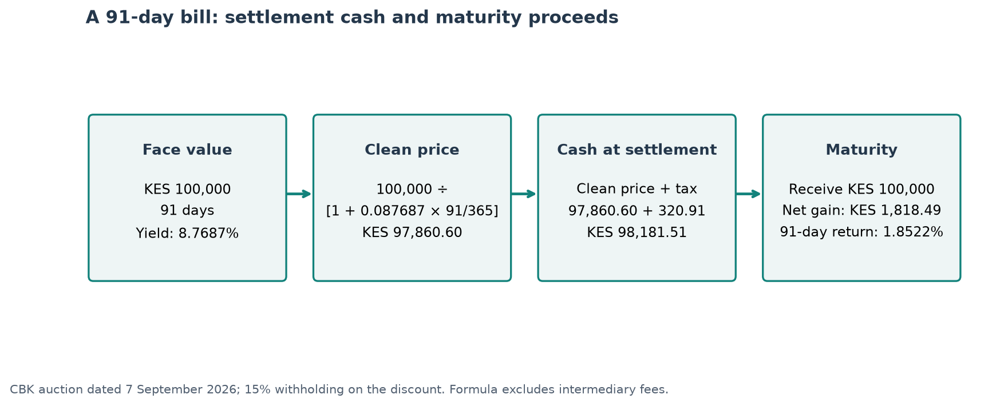 A 91-day bill: settlement cash and maturity proceeds
Face value
KES 100,000
91 days
Yield: 8.7687%
Clean price
100,000 ÷
[1 + 0.087687 × 91/365]
KES 97,860.60
Cash at settlement
Clean price + tax
97,860.60 + 320.91
KES 98,181.51
Maturity
Receive KES 100,000
Net gain: KES 1,818.49
91-day return: 1.8522%
CBK auction dated 7 September 2026; 15% withholding on the discount. Formula excludes intermediary fees.